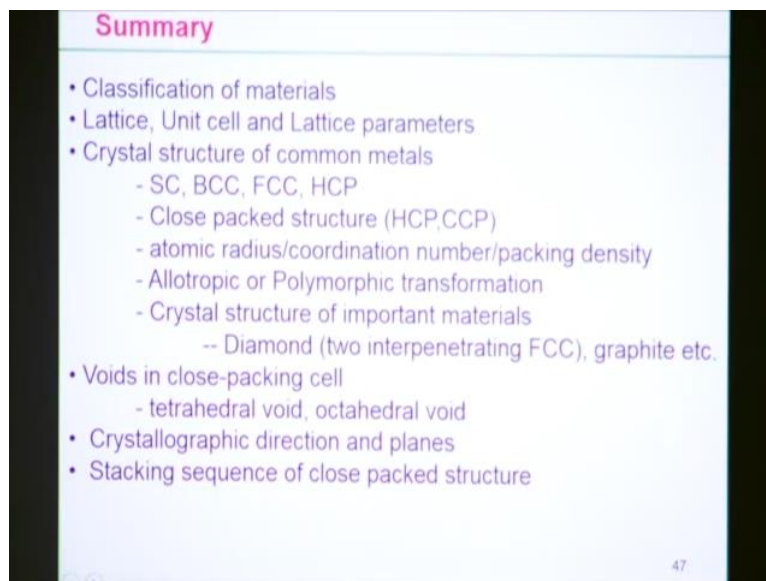 Summary
• Classification of materials
• Lattice, Unit cell and Lattice parameters
• Crystal structure of common metals
- SC, BCC, FCC, HCP
- Close packed structure (HCP,CCP)
- atomic radius/coordination number/packing density
- Allotropic or Polymorphic transformation
- Crystal structure of important materials
-- Diamond (two interpenetrating FCC), graphite etc.
• Voids in close-packing cell
- tetrahedral void, octahedral void
• Crystallographic direction and planes
• Stacking sequence of close packed structure
47